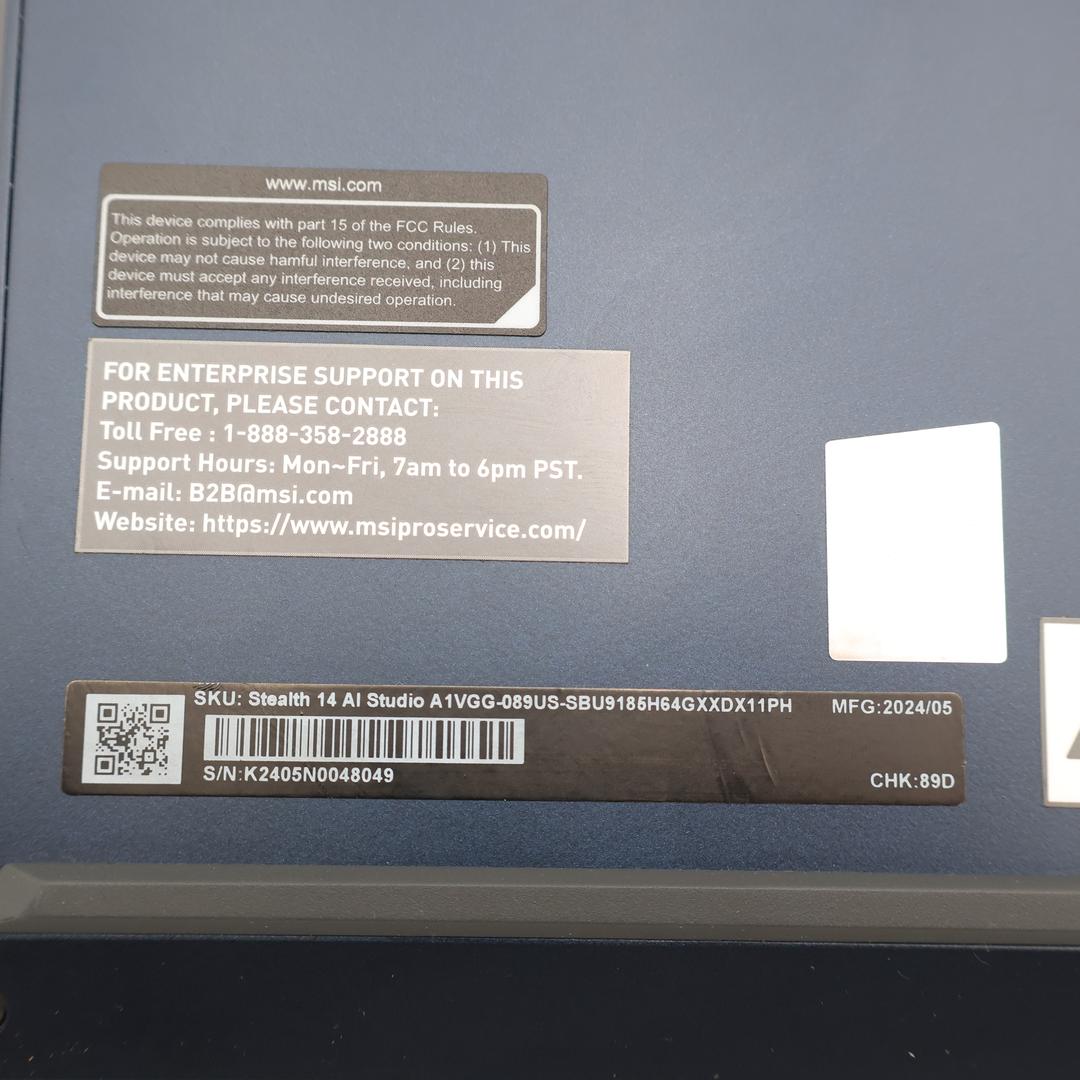 www.msi.com
This device complies with part 15 of the FCC Rules.
Operation is subject to the following two conditions: (1) This
device may not cause hamful interference, and (2) this
device must accept any interference received, including
interference that may cause undesired operation.
FOR ENTERPRISE SUPPORT ON THIS
PRODUCT, PLEASE CONTACT:
Toll Free : 1-888-358-2888
Support Hours: Mon~Fri, 7am to 6pm PST.
E-mail: B2B@msi.com
Website: https://www.msiproservice.com/
SKU: Stealth 14 AI Studio A1VGG-089US-SBU9185H64GXXDX11PH
MFG:2024/05
S/N:K2405N0048049
CHK:89D